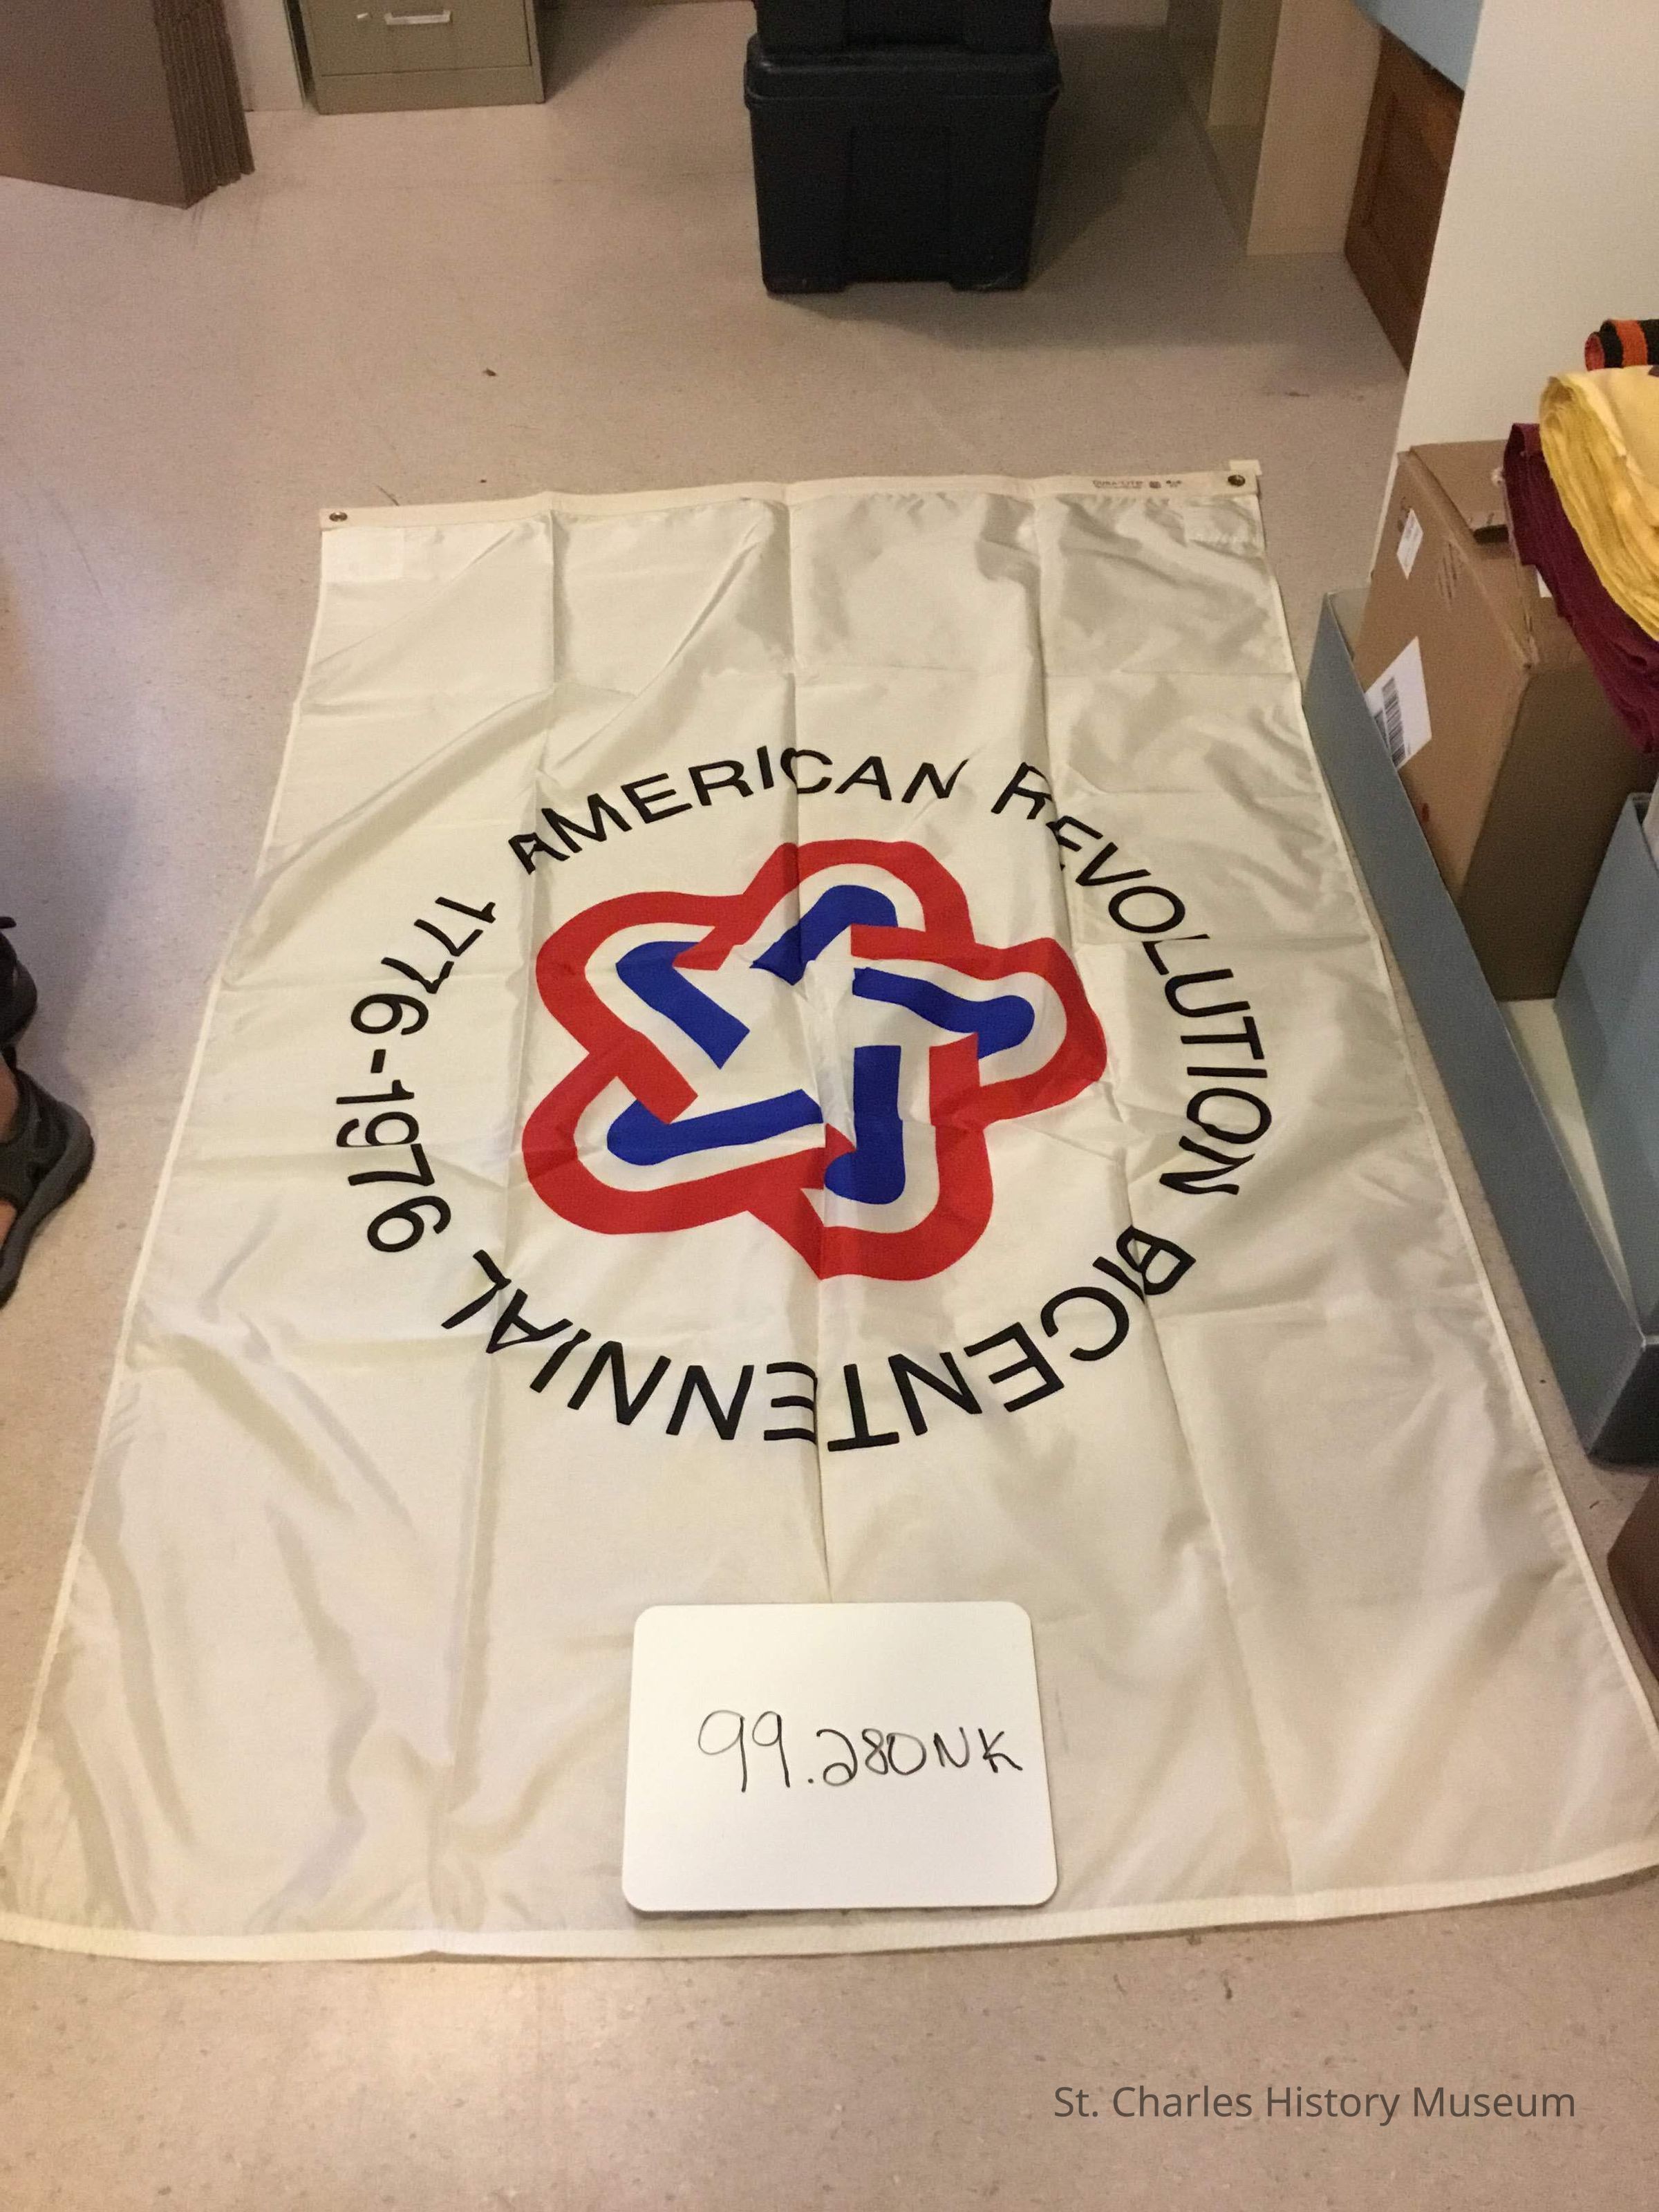 AMERICAN REVOLUTION BICENTENNIAL 1776-1976
99.280NK
St. Charles History Museum